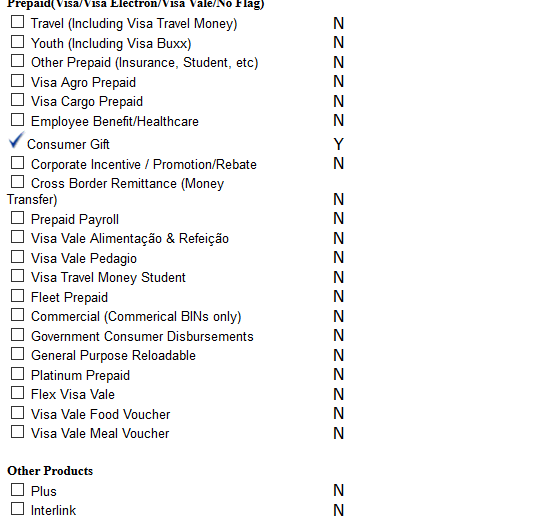 Prepaid(Visa/Visa Electron/Visa Vale/No Flag)
Travel (Including Visa Travel Money) N
Youth (Including Visa Buxx) N
Other Prepaid (Insurance, Student, etc) N
Visa Agro Prepaid N
Visa Cargo Prepaid N
Employee Benefit/Healthcare N
Consumer Gift Y
Corporate Incentive / Promotion/Rebate N
Cross Border Remittance (Money
Transfer) N
Prepaid Payroll N
Visa Vale Alimentação & Refeição N
Visa Vale Pedagio N
Visa Travel Money Student N
Fleet Prepaid N
Commercial (Commerical BINs only) N
Government Consumer Disbursements N
General Purpose Reloadable N
Platinum Prepaid N
Flex Visa Vale N
Visa Vale Food Voucher N
Visa Vale Meal Voucher N
Other Products
Plus N
Interlink N